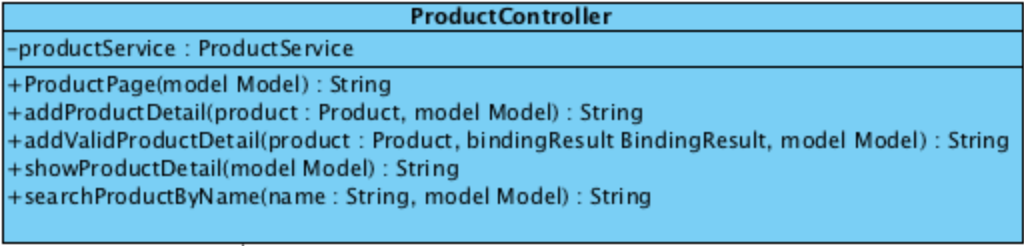 ProductController
-productService : ProductService
+ProductPage(model Model) : String
+addProductDetail(product : Product, model Model) : String
+addValidProductDetail(product : Product, bindingResult BindingResult, model Model) : String
+showProductDetail(model Model) : String
+searchProductByName(name : String, model Model) : String